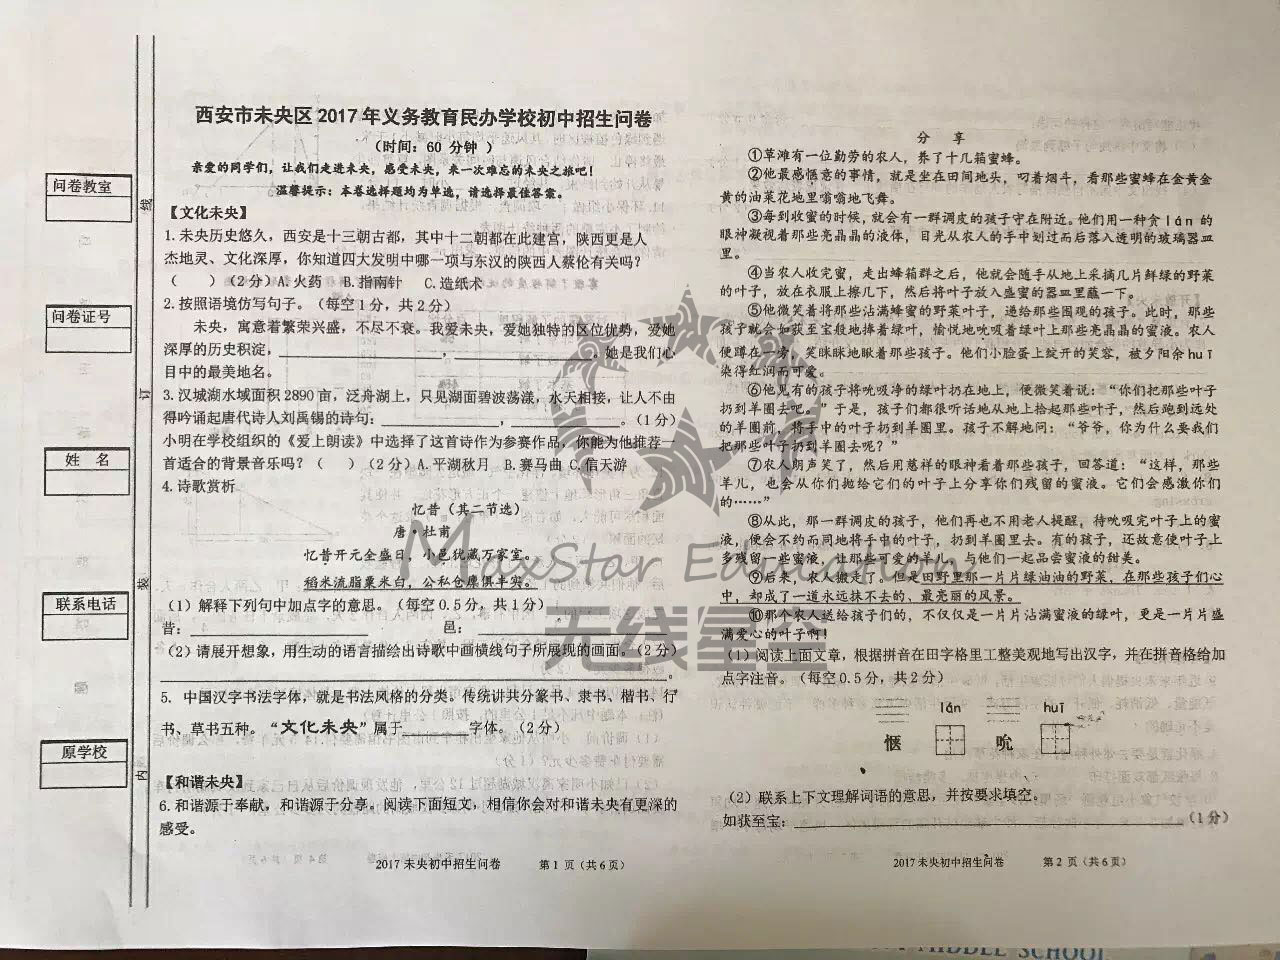 西安市未央区2017年义务教育民办学校初中招生问卷
（时间：60 分钟 ）
亲爱的同学们，让我们走进未央，感受未央，来一次难忘的未央之旅吧！
温馨提示：本卷选择题均为单选，请选择最佳答案。
问卷教室
问卷证号
姓 名
联系电话
原学校
线
订
装
内
【文化未央】
1.未央历史悠久，西安是十三朝古都，其中十二朝都在此建宫，陕西更是人
杰地灵、文化深厚，你知道四大发明中哪一项与东汉的陕西人蔡伦有关吗？
（ ）（2分）A.火药 B.指南针 C.造纸术
2.按照语境仿写句子。（每空1分，共2分）
未央，寓意着繁荣兴盛，不尽不衰。我爱未央，爱她独特的区位优势，爱她
深厚的历史积淀，＿＿＿＿＿＿＿＿，＿＿＿＿＿＿＿＿。她是我们心
目中的最美地名。
3.汉城湖水域面积2890亩，泛舟湖上，只见湖面碧波荡漾，水天相接，让人不由
得吟诵起唐代诗人刘禹锡的诗句：＿＿＿＿＿＿，＿＿＿＿＿＿。（1分）
小明在学校组织的《爱上朗读》中选择了这首诗作为参赛作品，你能为他推荐一
首适合的背景音乐吗？（ ）（2分）A.平湖秋月 B.赛马曲 C.信天游
4.诗歌赏析
忆昔（其二节选）
唐 杜甫
忆昔开元全盛日，小邑犹藏万家室。
稻米流脂粟米白，公私仓廪俱丰实。
（1）解释下列句中加点字的意思。（每空0.5分，共1分）
昔：＿＿＿＿＿＿＿＿ 邑：＿＿＿＿＿＿＿＿
（2）请展开想象，用生动的语言描绘出诗歌中画横线句子所展现的画面。（2分）
＿＿＿＿＿＿＿＿＿＿＿＿＿＿＿＿＿＿＿＿＿＿＿＿。
5. 中国汉字书法字体，就是书法风格的分类。传统讲共分篆书、隶书、楷书、行
书、草书五种。“文化未央”属于＿＿＿＿字体。（2分）
【和谐未央】
6.和谐源于奉献，和谐源于分享。阅读下面短文，相信你会对和谐未央有更深的
感受。
2017未央初中招生问卷 第1页（共6页）
分 享
①草滩有一位勤劳的农人，养了十几箱蜜蜂。
②他最感惬意的事情，就是坐在田间地头，叼着烟斗，看那些蜜蜂在金黄金
黄的油菜花地里嗡嗡地飞舞。
③每到收蜜的时候，就会有一群调皮的孩子守在附近。他们用一种贪lán的
眼神凝视着那些亮晶晶的液体，目光从农人的手中划过而后落入透明的玻璃器皿
里。
④当农人收完蜜，走出蜂箱群之后，他就会随手从地上采摘几片鲜绿的野菜
的叶子，放在衣服上擦几下，然后将叶子放入盛蜜的器皿里蘸一下。
⑤他微笑着将那些沾满蜂蜜的野菜叶子，递给那些围观的孩子。此时，那些
孩子就会如获至宝般地捧着绿叶，愉悦地吮吸着绿叶上那些亮晶晶的蜜液。农人
便蹲在一旁，笑眯眯地瞅着那些孩子。他们小脸蛋上绽开的笑容，被夕阳余huī
染得红润而可爱。
⑥他见有的孩子将吮吸净的绿叶扔在地上，便微笑着说：“你们把那些叶子
扔到羊圈去吧。”于是，孩子们都很听话地从地上拾起那些叶子，然后跑到远处
的羊圈前，将手中的叶子扔到羊圈里。孩子不解地问：“爷爷，你为什么要我们
把那些叶子扔到羊圈去呢？”
⑦农人朗声笑了，然后用慈祥的眼神看着那些孩子，回答道：“这样，那些
羊儿，也会从你们抛给它们的叶子上分享你们残留的蜜液。它们会感激你们
的……”
⑧从此，那一群调皮的孩子，他们再也不用老人提醒，待吮吸完叶子上的蜜
液，便会不约而同地将手中的叶子，扔到羊圈里去。有的孩子，还故意使叶子上
多残留一些蜜液，让那些可爱的羊儿，与他们一起品尝蜜液的甜美。
⑨后来，农人搬走了。但是田野里那一片片绿油油的野菜，在那些孩子们心
中，却成了一道永远抹不去的、最亮丽的风景。
⑩那个农人送给孩子们的，不仅仅是一片片沾满蜜液的绿叶，更是一片片盛
满爱心的叶子啊！
（1）阅读上面文章，根据拼音在田字格里工整美观地写出汉字，并在拼音格给加
点字注音。（每空0.5分，共2分）
lán huī
惬 吮
（2）联系上下文理解词语的意思，并按要求填空。
如获至宝：＿＿＿＿＿＿＿＿＿＿＿＿＿＿＿＿＿＿＿＿（1分）
2017未央初中招生问卷 第2页（共6页）
MaxStar Education
无线星空
MIDDLE SCHOOL